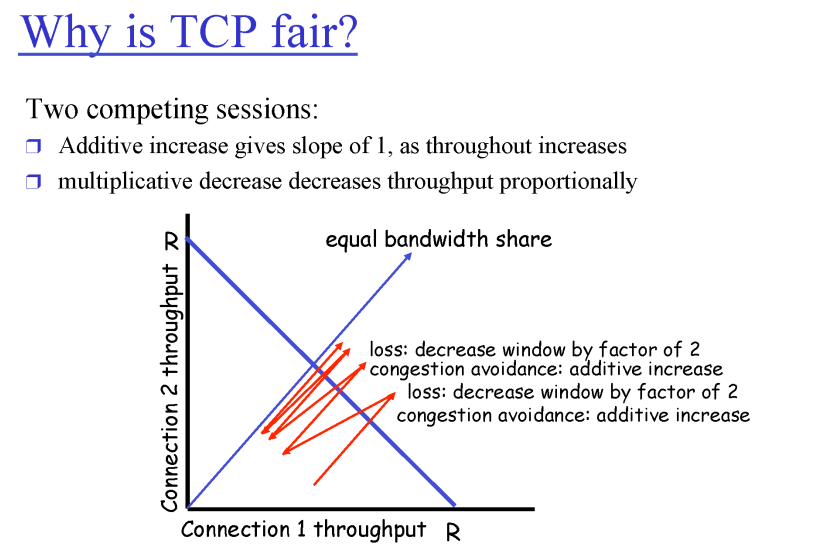 Why is TCP fair?
Two competing sessions:
❒ Additive increase gives slope of 1, as throughout increases
❒ multiplicative decrease decreases throughput proportionally
R
equal bandwidth share
Connection 2 throughput
loss: decrease window by factor of 2
congestion avoidance: additive increase
loss: decrease window by factor of 2
congestion avoidance: additive increase
Connection 1 throughput
R